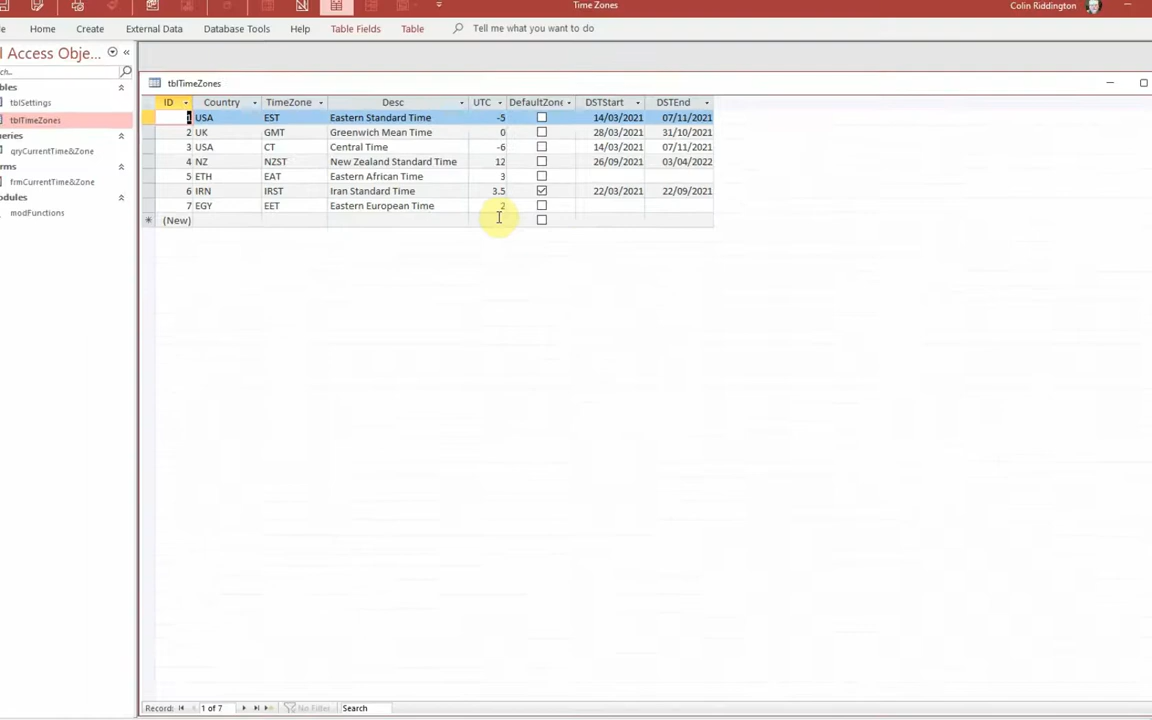 Time Zones
Colin Riddington
Home Create External Data Database Tools Help Table Fields Table Tell me what you want to do
Access Obje...
tblSettings
tblTimeZones
qryCurrentTime&Zone
frmCurrentTime&Zone
modFunctions
tblTimeZones
ID Country TimeZone Desc UTC DefaultZone DSTStart DSTEnd
1 USA EST Eastern Standard Time -5 14/03/2021 07/11/2021
2 UK GMT Greenwich Mean Time 0 28/03/2021 31/10/2021
3 USA CT Central Time -6 14/03/2021 07/11/2021
4 NZ NZST New Zealand Standard Time 12 26/09/2021 03/04/2022
5 ETH EAT Eastern African Time 3
6 IRN IRST Iran Standard Time 3.5 22/03/2021 22/09/2021
7 EGY EET Eastern European Time 2
(New)
Record: 1 of 7 No Filter Search